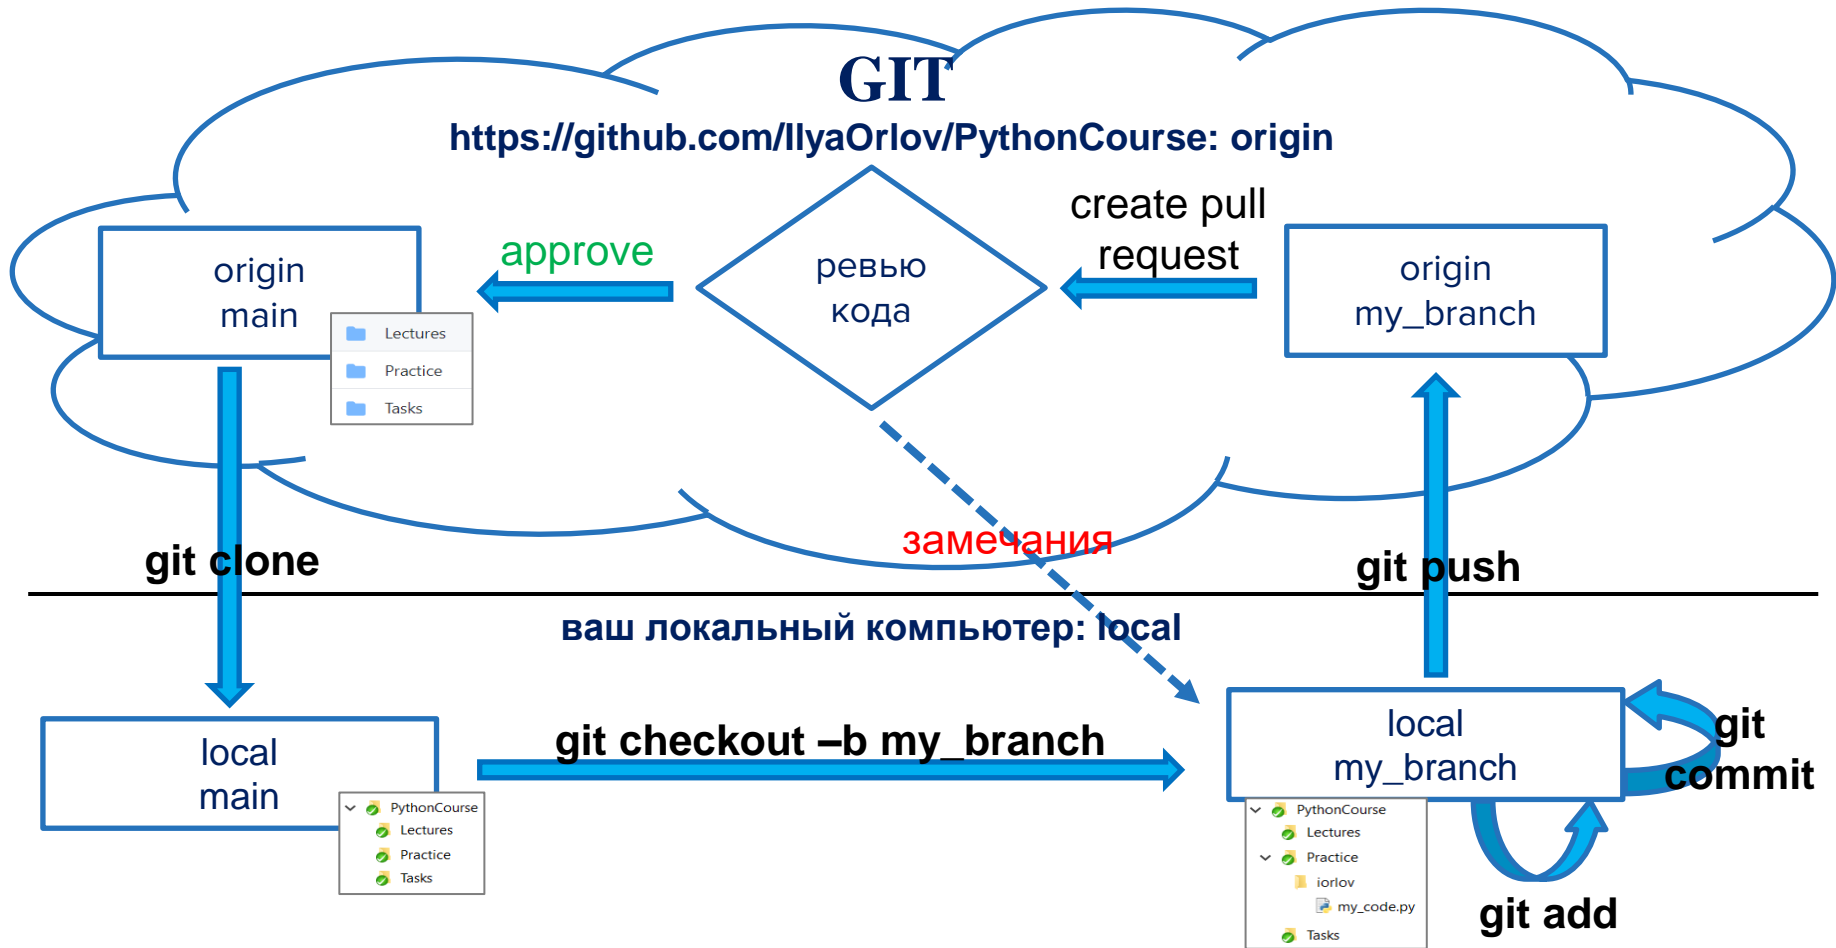 GIT
https://github.com/IlyaOrlov/PythonCourse: origin
origin
main
Lectures
Practice
Tasks
approve
ревью
кода
create pull
request
origin
my_branch
git clone
замечания
git push
ваш локальный компьютер: local
local
main
PythonCourse
Lectures
Practice
Tasks
git checkout –b my_branch
local
my_branch
git
commit
PythonCourse
Lectures
Practice
iorlov
my_code.py
Tasks
git add